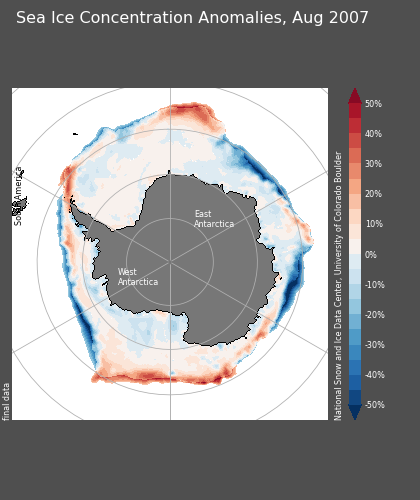 Sea Ice Concentration Anomalies, Aug 2007
South America
East
Antarctica
West
Antarctica
final data
National Snow and Ice Data Center, University of Colorado Boulder
50%
40%
30%
20%
10%
0%
-10%
-20%
-30%
-40%
-50%